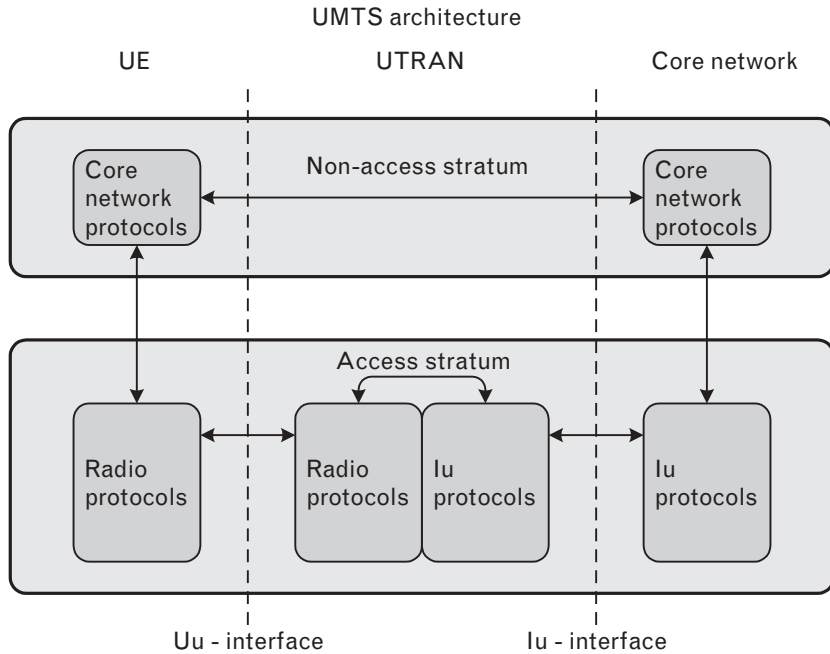 UMTS architecture
UE
UTRAN
Core network
Core
network
protocols
Non-access stratum
Core
network
protocols
Access stratum
Radio
protocols
Radio
protocols
Iu
protocols
Iu
protocols
Uu - interface
Iu - interface